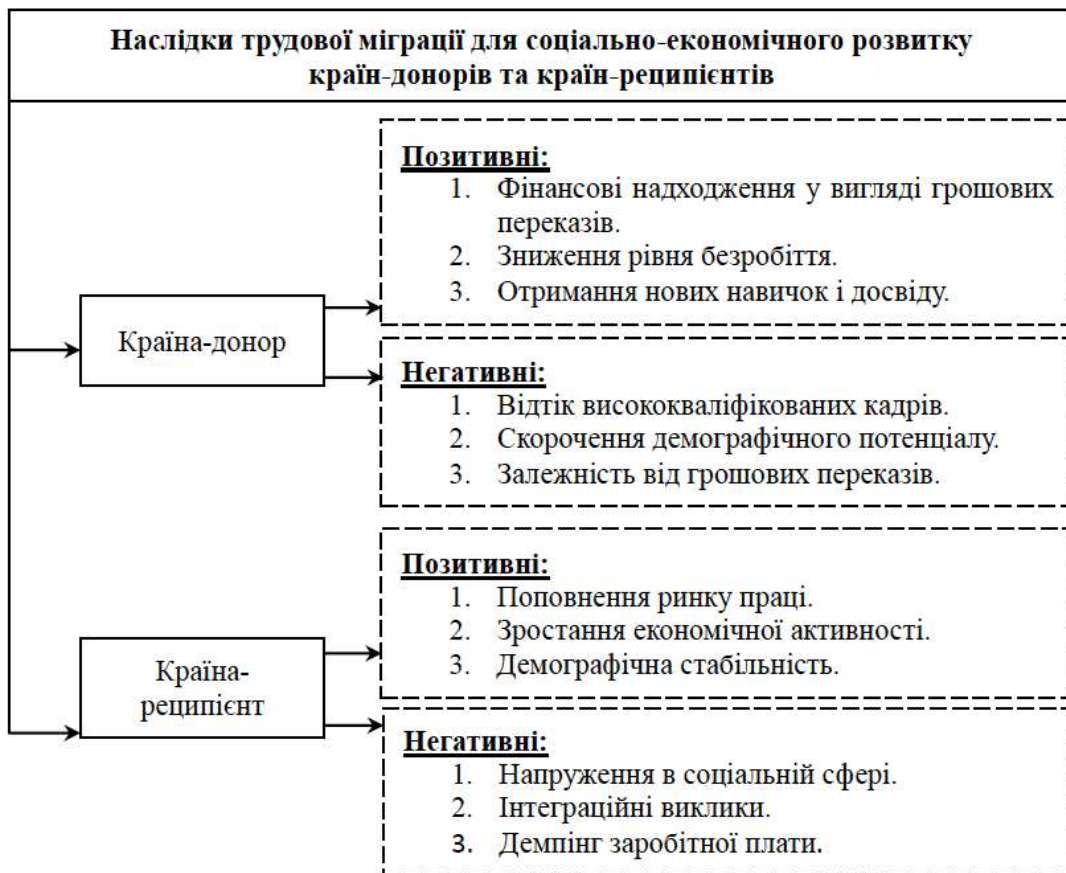 Наслідки трудової міграції для соціально-економічного розвитку
країн-донорів та країн-реципієнтів
Країна-донор
Позитивні:
1. Фінансові надходження у вигляді грошових
переказів.
2. Зниження рівня безробіття.
3. Отримання нових навичок і досвіду.
Негативні:
1. Відтік висококваліфікованих кадрів.
2. Скорочення демографічного потенціалу.
3. Залежність від грошових переказів.
Країна-
реципієнт
Позитивні:
1. Поповнення ринку праці.
2. Зростання економічної активності.
3. Демографічна стабільність.
Негативні:
1. Напруження в соціальній сфері.
2. Інтеграційні виклики.
3. Демпінг заробітної плати.